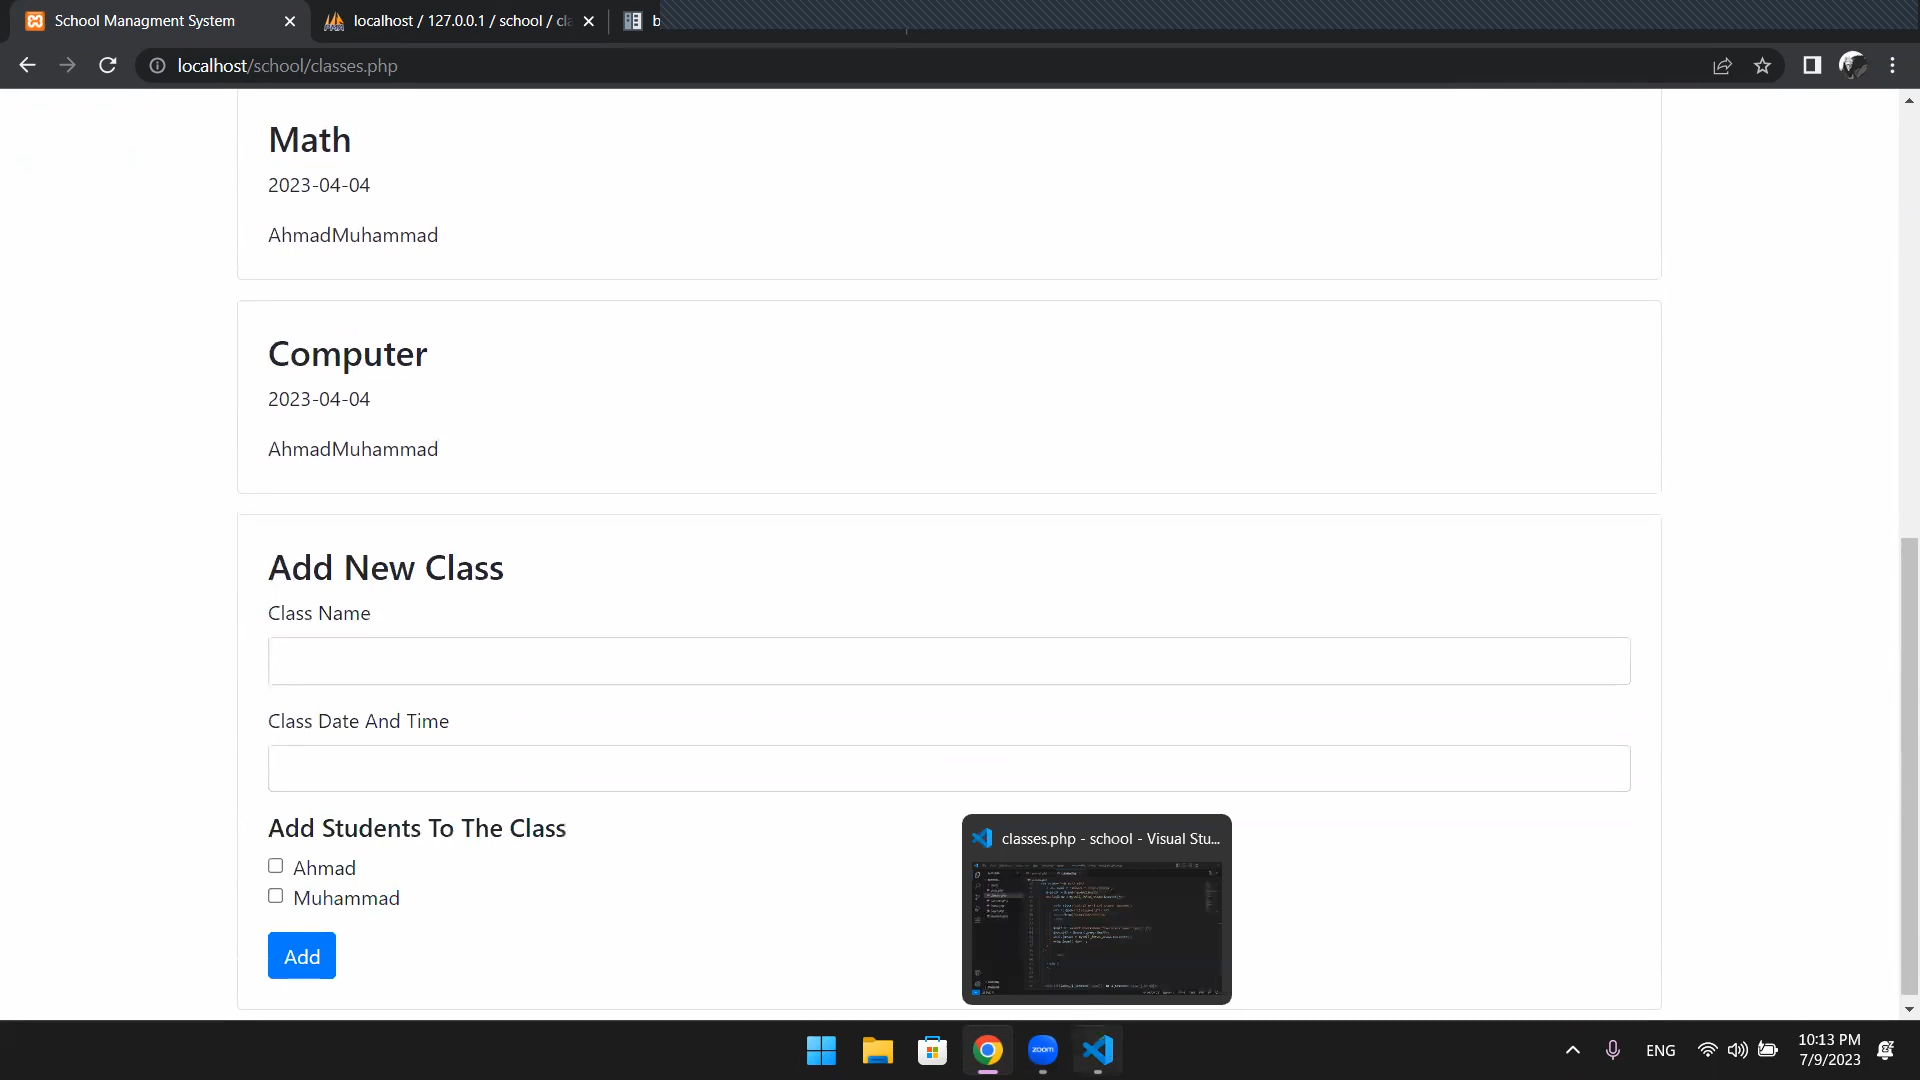 School Managment System
localhost / 127.0.0.1 / school / cla
b
localhost/school/classes.php
Math
2023-04-04
AhmadMuhammad
Computer
2023-04-04
AhmadMuhammad
Add New Class
Class Name
Class Date And Time
Add Students To The Class
Ahmad
Muhammad
Add
classes.php - school - Visual Stu...
zoom
ENG
10:13 PM
7/9/2023